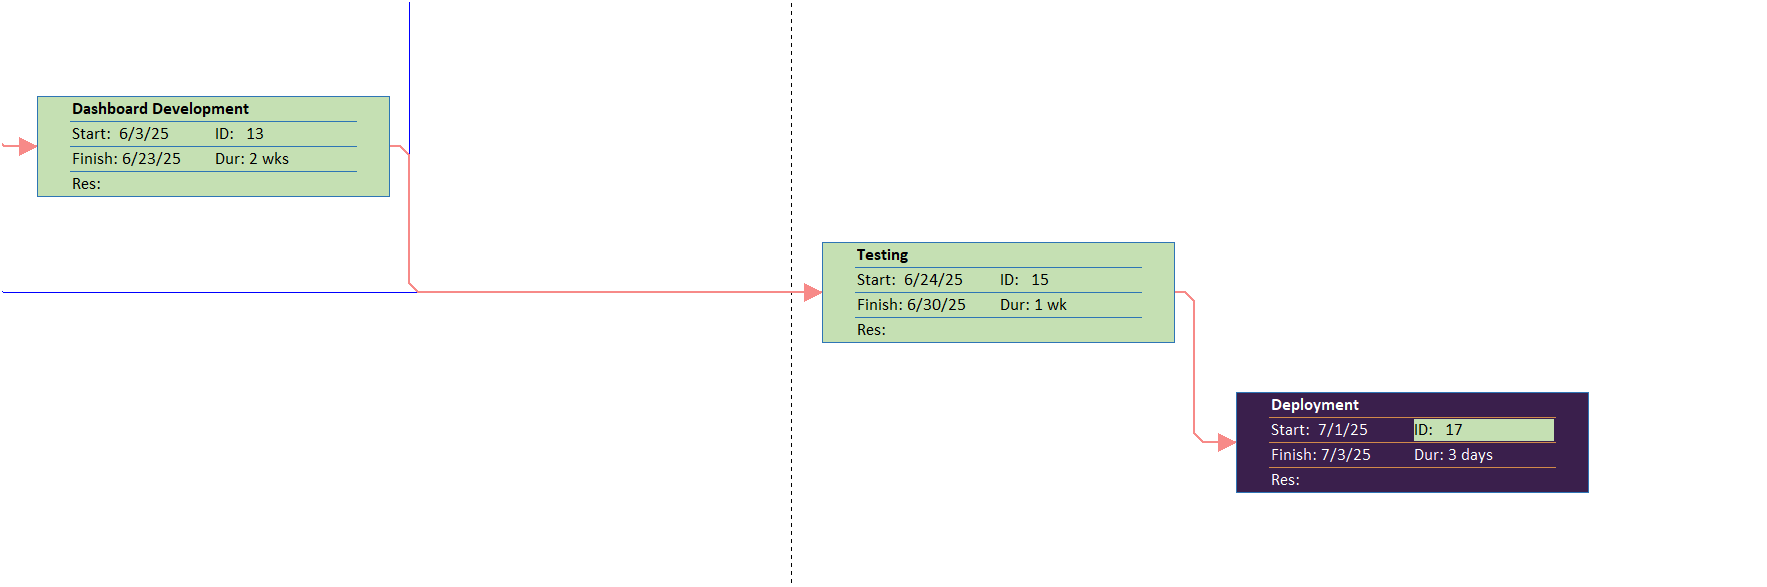 Dashboard Development
Start: 6/3/25 ID: 13
Finish: 6/23/25 Dur: 2 wks
Res:
Testing
Start: 6/24/25 ID: 15
Finish: 6/30/25 Dur: 1 wk
Res:
Deployment
Start: 7/1/25 ID: 17
Finish: 7/3/25 Dur: 3 days
Res: